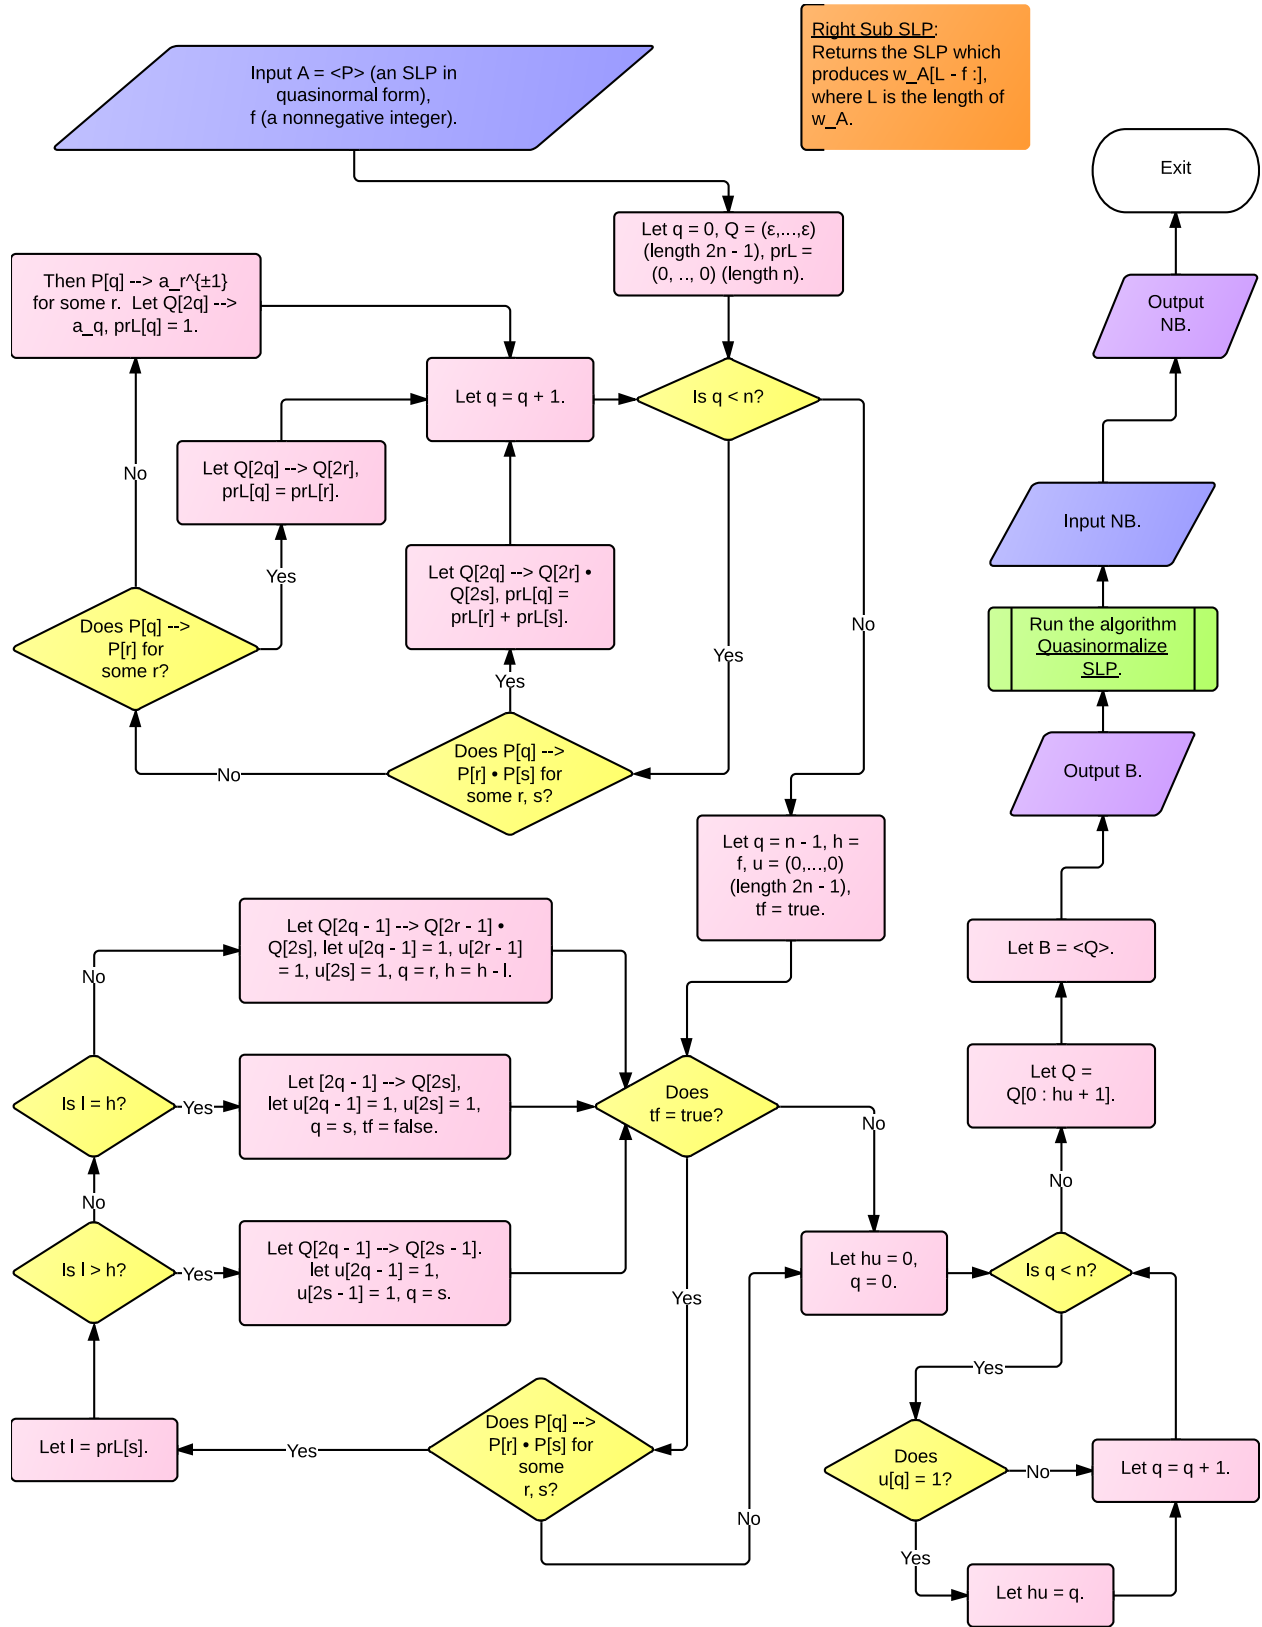 Input A = <P> (an SLP in
quasinormal form),
f (a nonnegative integer).
Right Sub SLP:
Returns the SLP which
produces w_A[L - f :],
where L is the length of
w_A.
Exit
Let q = 0, Q = (ε,...,ε)
(length 2n - 1), prL =
(0, .., 0) (length n).
Then P[q] --> a_r^{±1}
for some r.  Let Q[2q] -->
a_q, prL[q] = 1.
Output
NB.
Let q = q + 1.
Is q < n?
No
Let Q[2q] --> Q[2r],
prL[q] = prL[r].
Input NB.
Yes
Let Q[2q] --> Q[2r] •
Q[2s], prL[q] =
prL[r] + prL[s].
No
Does P[q] -->
P[r] for
some r?
Run the algorithm
Quasinormalize
SLP.
Yes
Yes
Does P[q] -->
P[r] • P[s] for
some r, s?
No
Output B.
Let q = n - 1, h =
f, u = (0,...,0)
(length 2n - 1),
tf = true.
Let Q[2q - 1] --> Q[2r - 1] •
Q[2s], let u[2q - 1] = 1, u[2r - 1]
= 1, u[2s] = 1, q = r, h = h - l.
Let B = <Q>.
No
Is l = h?
Yes
Let [2q - 1] --> Q[2s],
let u[2q - 1] = 1, u[2s] = 1,
q = s, tf = false.
Does
tf = true?
No
Let Q =
Q[0 : hu + 1].
No
No
Is l > h?
Yes
Let Q[2q - 1] --> Q[2s - 1].
let u[2q - 1] = 1,
u[2s - 1] = 1, q = s.
Yes
Let hu = 0,
q = 0.
Is q < n?
Yes
Let l = prL[s].
Yes
Does P[q] -->
P[r] • P[s] for
some
r, s?
No
Does
u[q] = 1?
No
Let q = q + 1.
Yes
Let hu = q.